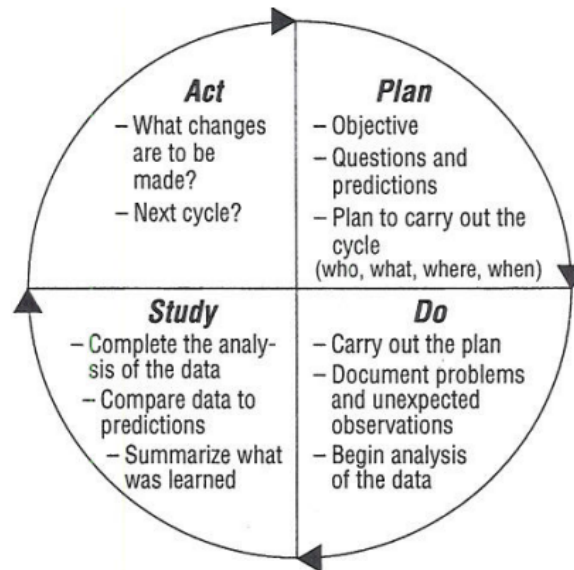 Act
– What changes
are to be
made?
– Next cycle?
Plan
– Objective
– Questions and
predictions
– Plan to carry out the
cycle
(who, what, where, when)
Study
– Complete the analy-
sis of the data
– Compare data to
predictions
– Summarize what
was learned
Do
– Carry out the plan
– Document problems
and unexpected
observations
– Begin analysis
of the data